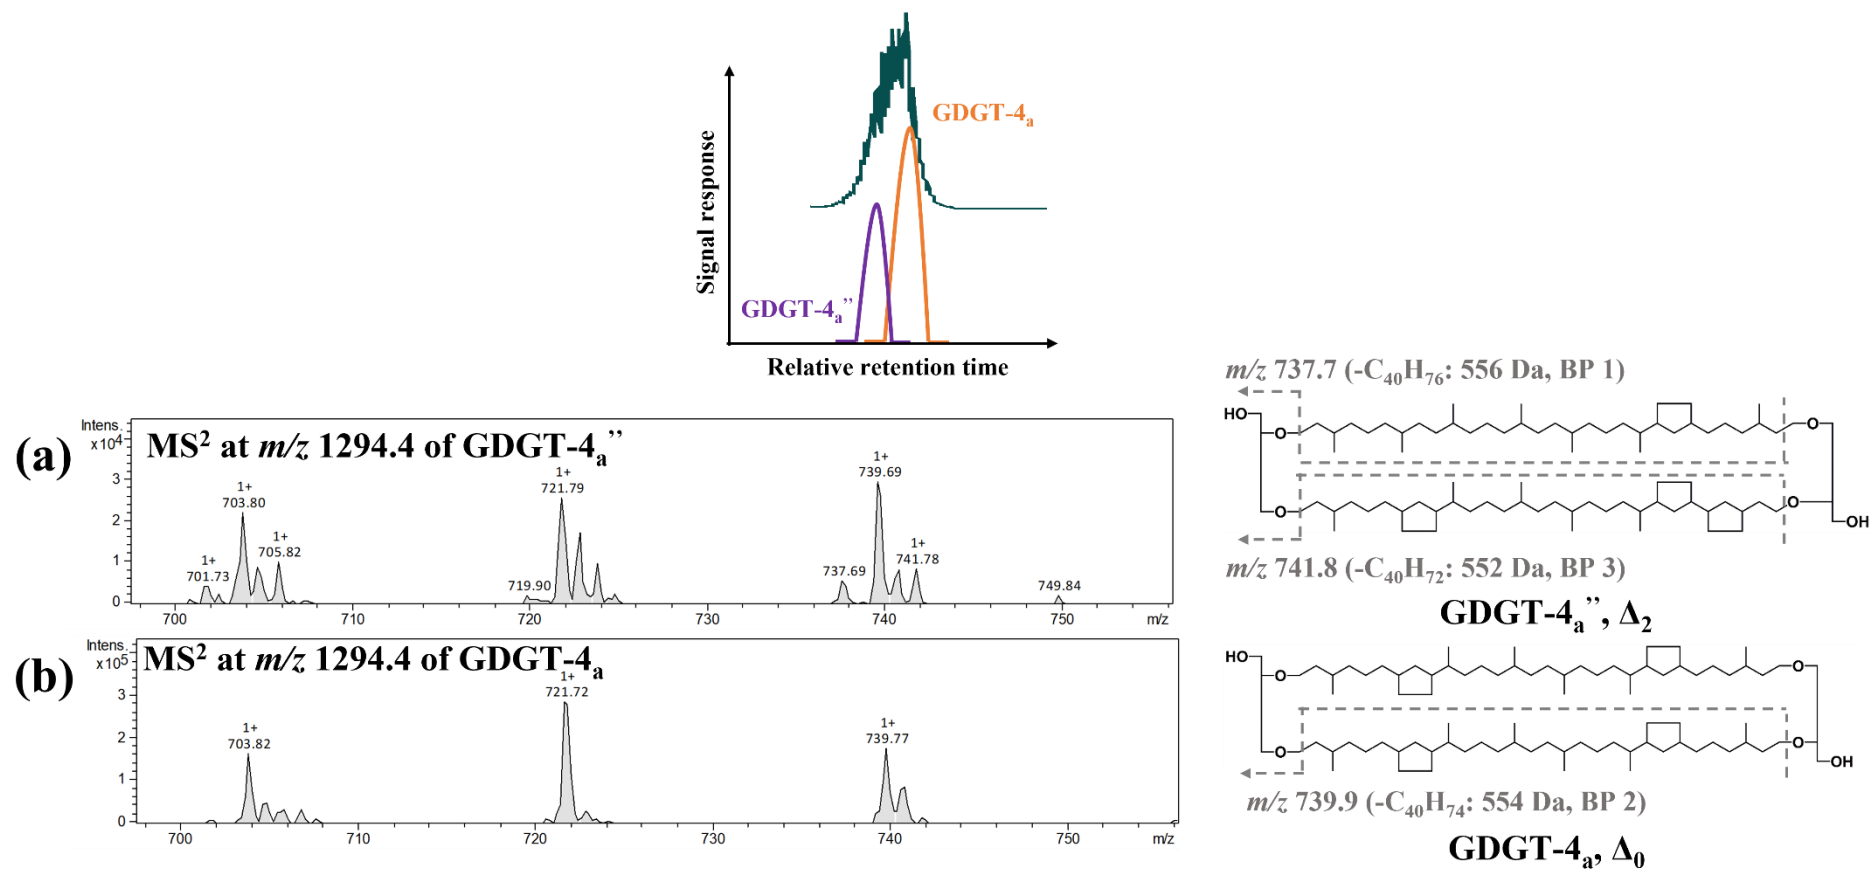 Signal response
GDGT-4a
GDGT-4a”
Relative retention time
(a)
Intens.
x10⁴
MS² at m/z 1294.4 of GDGT-4a”
3
2
1
0
1+
701.73
1+
703.80
1+
705.82
719.90
1+
721.79
737.69
1+
739.69
1+
741.78
749.84
700
710
720
730
740
750
m/z
m/z 737.7 (-C₄₀H₇₆: 556 Da, BP 1)
HO
O
O
O
O
OH
m/z 741.8 (-C₄₀H₇₂: 552 Da, BP 3)
GDGT-4a”, Δ₂
(b)
Intens.
x10⁵
MS² at m/z 1294.4 of GDGT-4a
3
2
1
0
1+
703.82
1+
721.72
1+
739.77
700
710
720
730
740
750
m/z
HO
O
O
O
O
OH
m/z 739.9 (-C₄₀H₇₄: 554 Da, BP 2)
GDGT-4a, Δ₀